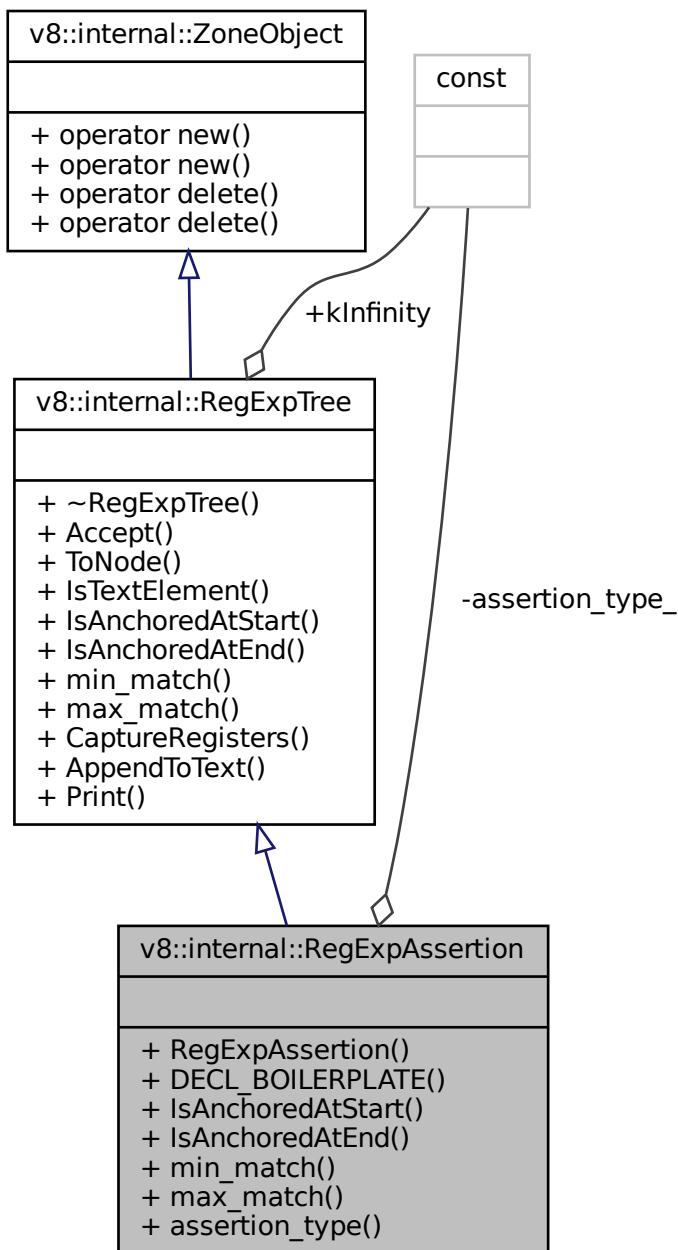 v8::internal::ZoneObject
+ operator new()
+ operator new()
+ operator delete()
+ operator delete()
const
+kInfinity
v8::internal::RegExpTree
+ ~RegExpTree()
+ Accept()
+ ToNode()
+ IsTextElement()
+ IsAnchoredAtStart()
+ IsAnchoredAtEnd()
+ min_match()
+ max_match()
+ CaptureRegisters()
+ AppendToText()
+ Print()
-assertion_type_
v8::internal::RegExpAssertion
+ RegExpAssertion()
+ DECL_BOILERPLATE()
+ IsAnchoredAtStart()
+ IsAnchoredAtEnd()
+ min_match()
+ max_match()
+ assertion_type()